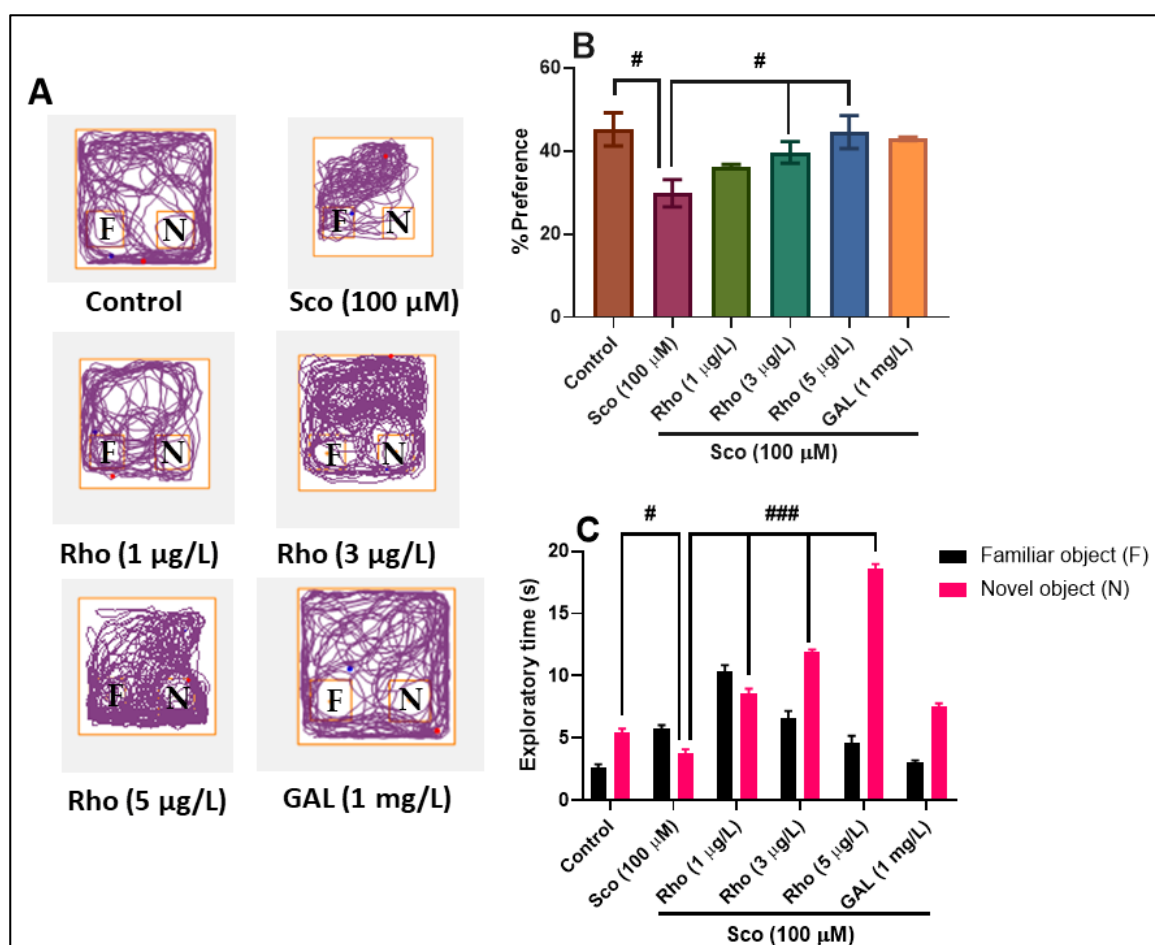 A
F N
Control
F N
Sco (100 µM)
F N
Rho (1 µg/L)
F N
Rho (3 µg/L)
F N
Rho (5 µg/L)
F N
GAL (1 mg/L)
B
# #
% Preference
60
40
20
0
Control
Sco (100 µM)
Rho (1 µg/L)
Rho (3 µg/L)
Rho (5 µg/L)
GAL (1 mg/L)
Sco (100 µM)
C
# ###
Exploratory time (s)
20
15
10
5
0
Familiar object (F)
Novel object (N)
Control
Sco (100 µM)
Rho (1 µg/L)
Rho (3 µg/L)
Rho (5 µg/L)
GAL (1 mg/L)
Sco (100 µM)